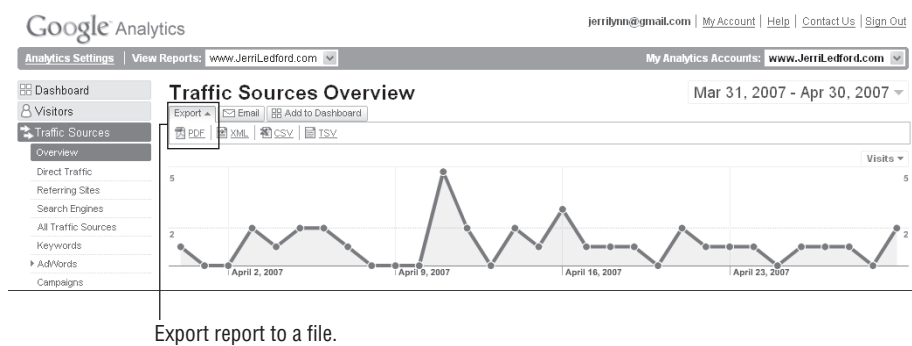 Google Analytics
jerrilynn@gmail.com | My Account | Help | Contact Us | Sign Out
Analytics Settings | View Reports: www.JerriLedford.com
My Analytics Accounts: www.JerriLedford.com
Dashboard
Visitors
Traffic Sources
Overview
Direct Traffic
Referring Sites
Search Engines
All Traffic Sources
Keywords
AdWords
Campaigns
Traffic Sources Overview
Mar 31, 2007 - Apr 30, 2007
Export Email Add to Dashboard
PDF XML CSV TSV
Visits
5 5
2 2
April 2, 2007 April 9, 2007 April 16, 2007 April 23, 2007
Export report to a file.